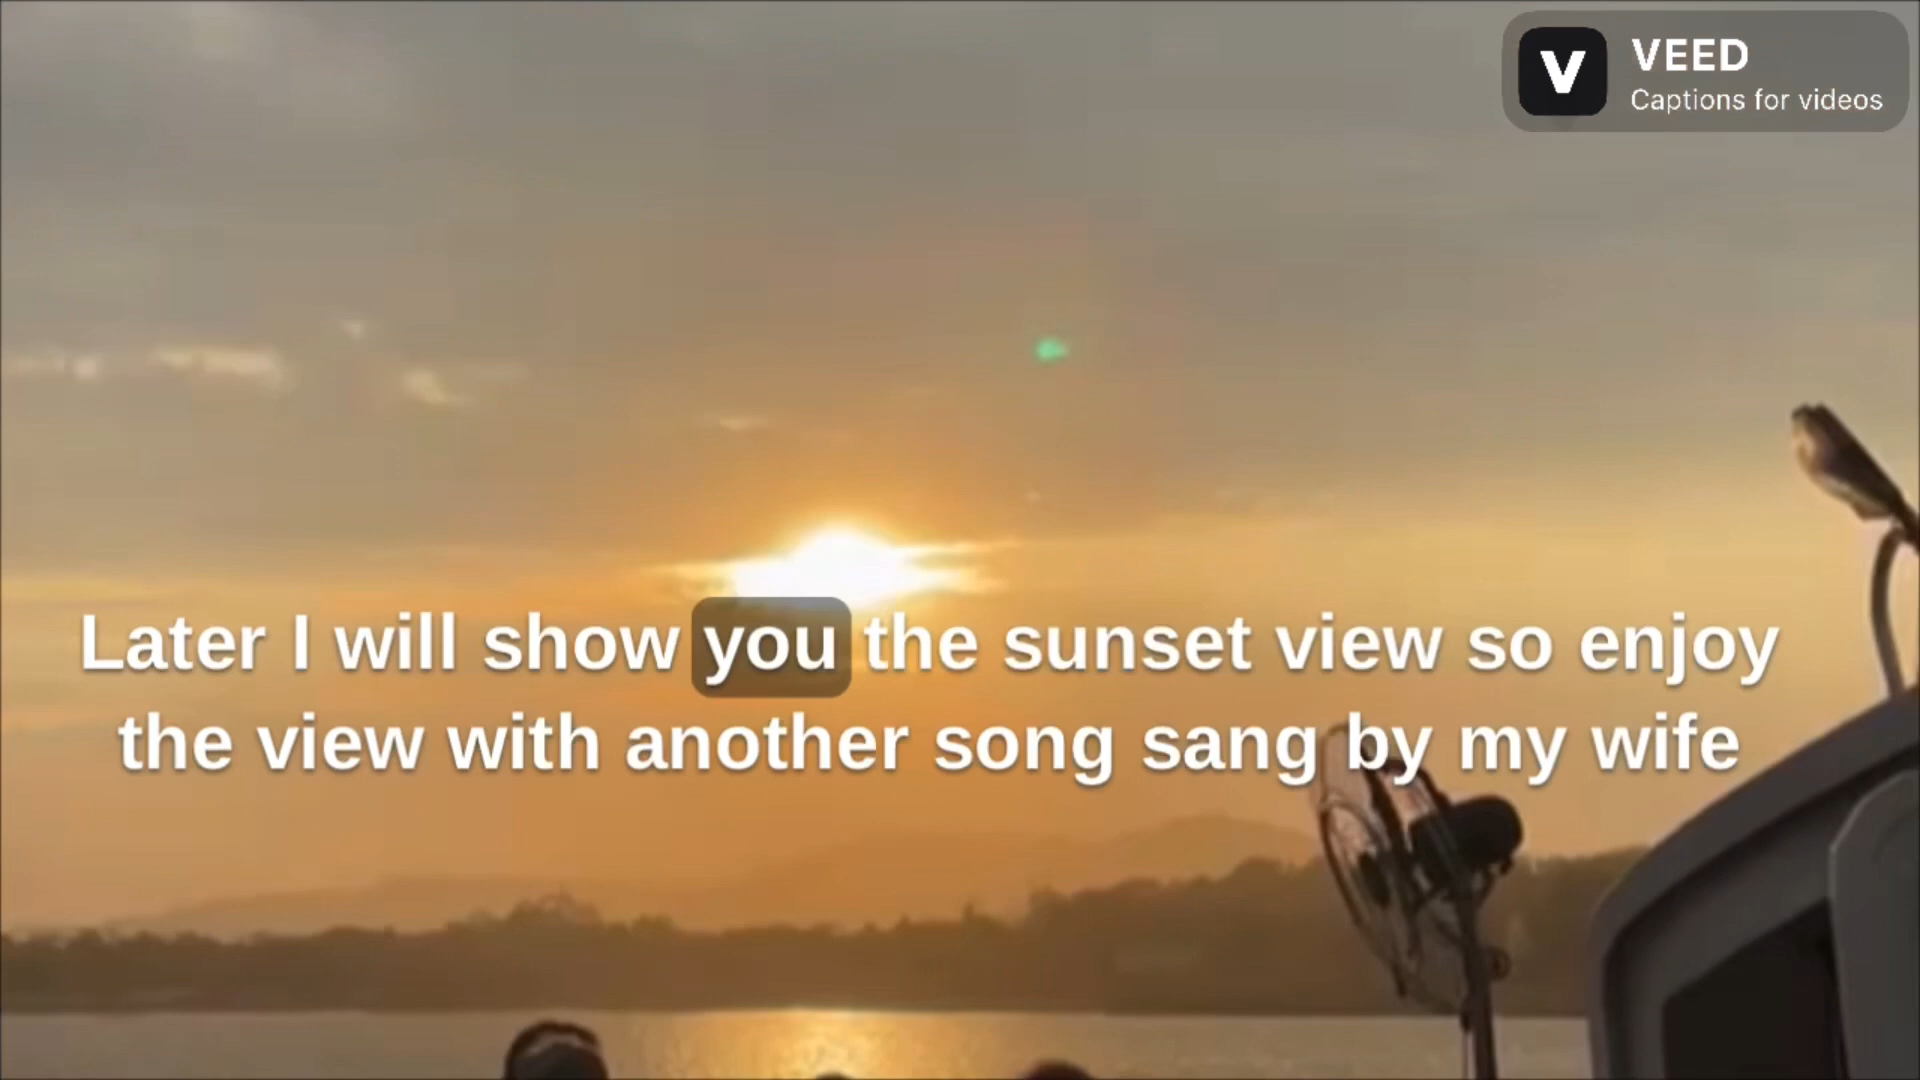 V
VEED
Captions for videos
Later I will show you the sunset view so enjoy
the view with another song sang by my wife